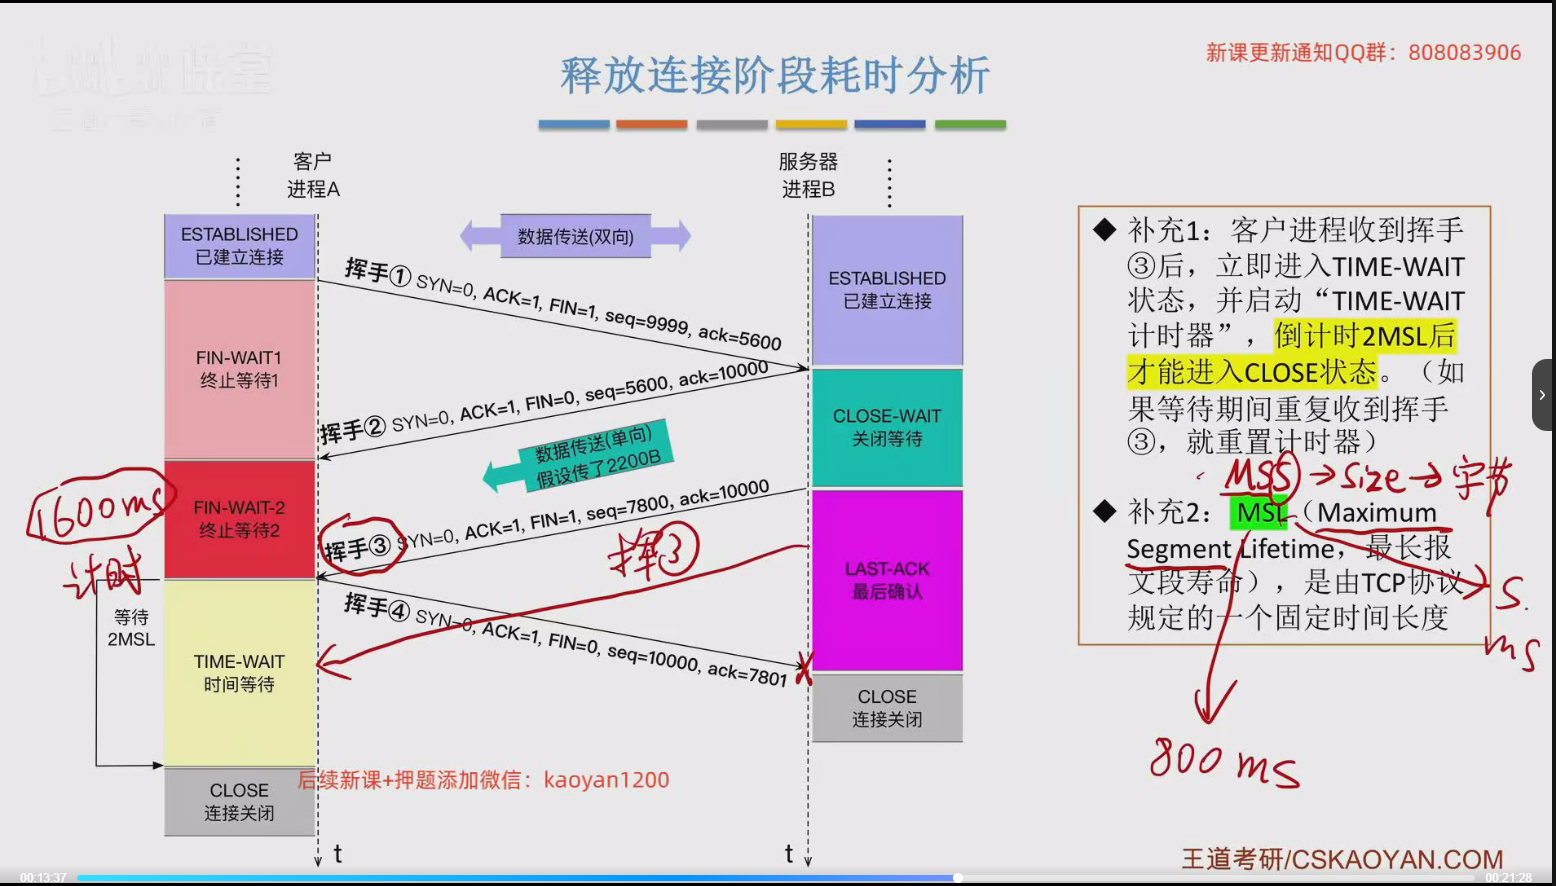 新课更新通知QQ群：808083906
释放连接阶段耗时分析
客户
进程A
服务器
进程B
ESTABLISHED
已建立连接
数据传送(双向)
ESTABLISHED
已建立连接
挥手① SYN=0, ACK=1, FIN=1, seq=9999, ack=5600
FIN-WAIT1
终止等待1
挥手② SYN=0, ACK=1, FIN=0, seq=5600, ack=10000
CLOSE-WAIT
关闭等待
数据传送(单向)
假设传了2200B
1600ms
FIN-WAIT-2
终止等待2
挥手③ SYN=0, ACK=1, FIN=1, seq=7800, ack=10000
挥③
计时
LAST-ACK
最后确认
挥手④ SYN=0, ACK=1, FIN=0, seq=10000, ack=7801
等待
2MSL
TIME-WAIT
时间等待
CLOSE
连接关闭
CLOSE
连接关闭
t
t
补充1：客户进程收到挥手
③后，立即进入TIME-WAIT
状态，并启动“TIME-WAIT
计时器”，倒计时2MSL后
才能进入CLOSE状态。（如
果等待期间重复收到挥手
③，就重置计时器）
MSS→Size→字节
补充2：MSL（Maximum
Segment Lifetime，最长报
文段寿命），是由TCP协议
规定的一个固定时间长度
s.
ms
800ms
后续新课+押题添加微信：kaoyan1200
王道考研/CSKAOYAN.COM
00:13:37
00:21:28